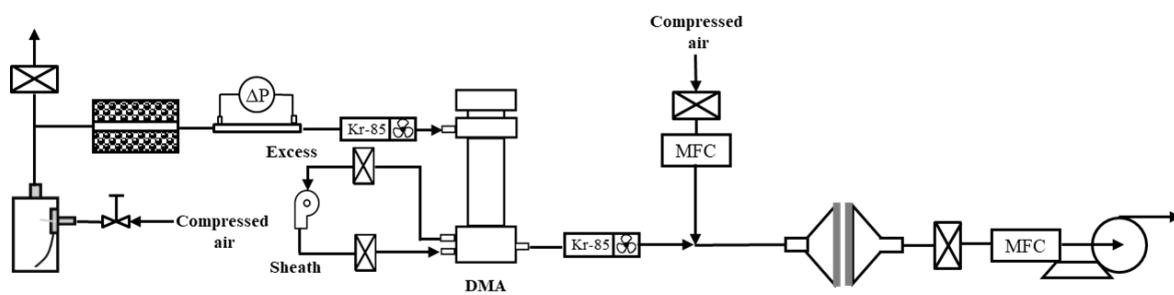 Compressed
air
ΔP
Kr-85
MFC
Excess
Compressed
air
Sheath
Kr-85
MFC
DMA